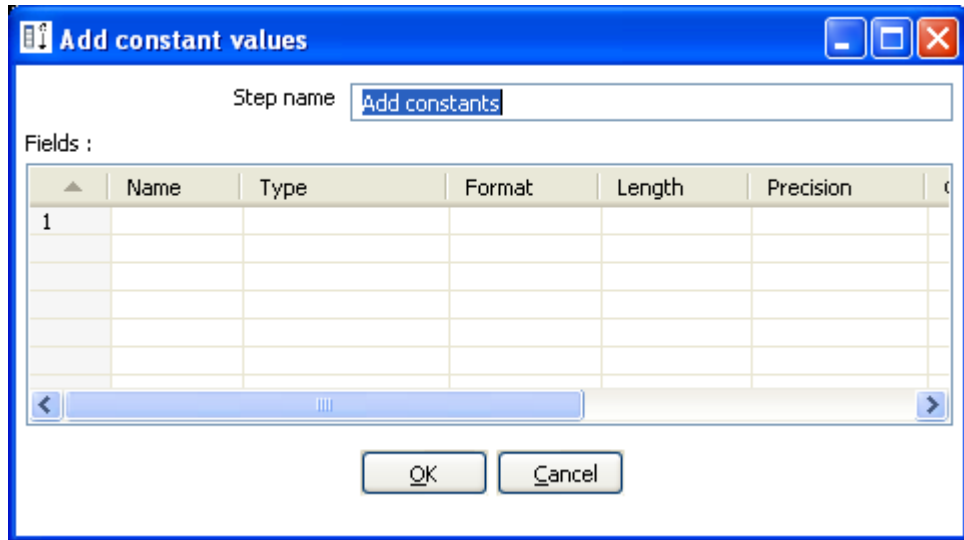 Add constant values
Step name Add constants
Fields :
Name Type Format Length Precision
1
OK Cancel